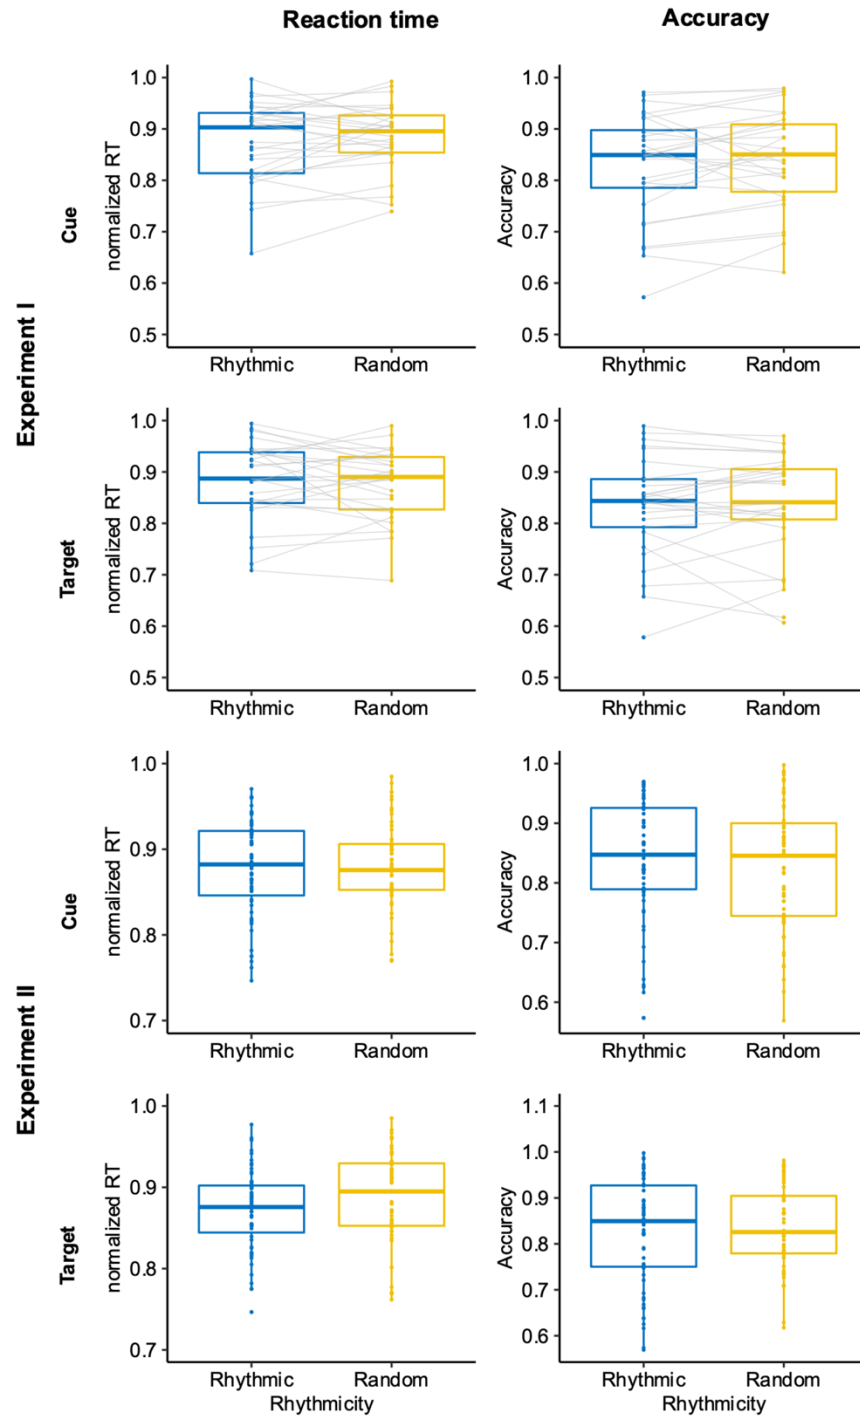 Reaction time
Accuracy
Experiment I
Cue
normalized RT
1.0
0.9
0.8
0.7
0.6
0.5
Rhythmic
Random
Accuracy
1.0
0.9
0.8
0.7
0.6
0.5
Rhythmic
Random
Target
normalized RT
1.0
0.9
0.8
0.7
0.6
0.5
Rhythmic
Random
Accuracy
1.0
0.9
0.8
0.7
0.6
0.5
Rhythmic
Random
Experiment II
Cue
normalized RT
1.0
0.9
0.8
0.7
Rhythmic
Random
Accuracy
1.0
0.9
0.8
0.7
0.6
Rhythmic
Random
Target
normalized RT
1.0
0.9
0.8
0.7
Rhythmic
Random
Rhythmicity
Accuracy
1.1
1.0
0.9
0.8
0.7
0.6
Rhythmic
Random
Rhythmicity